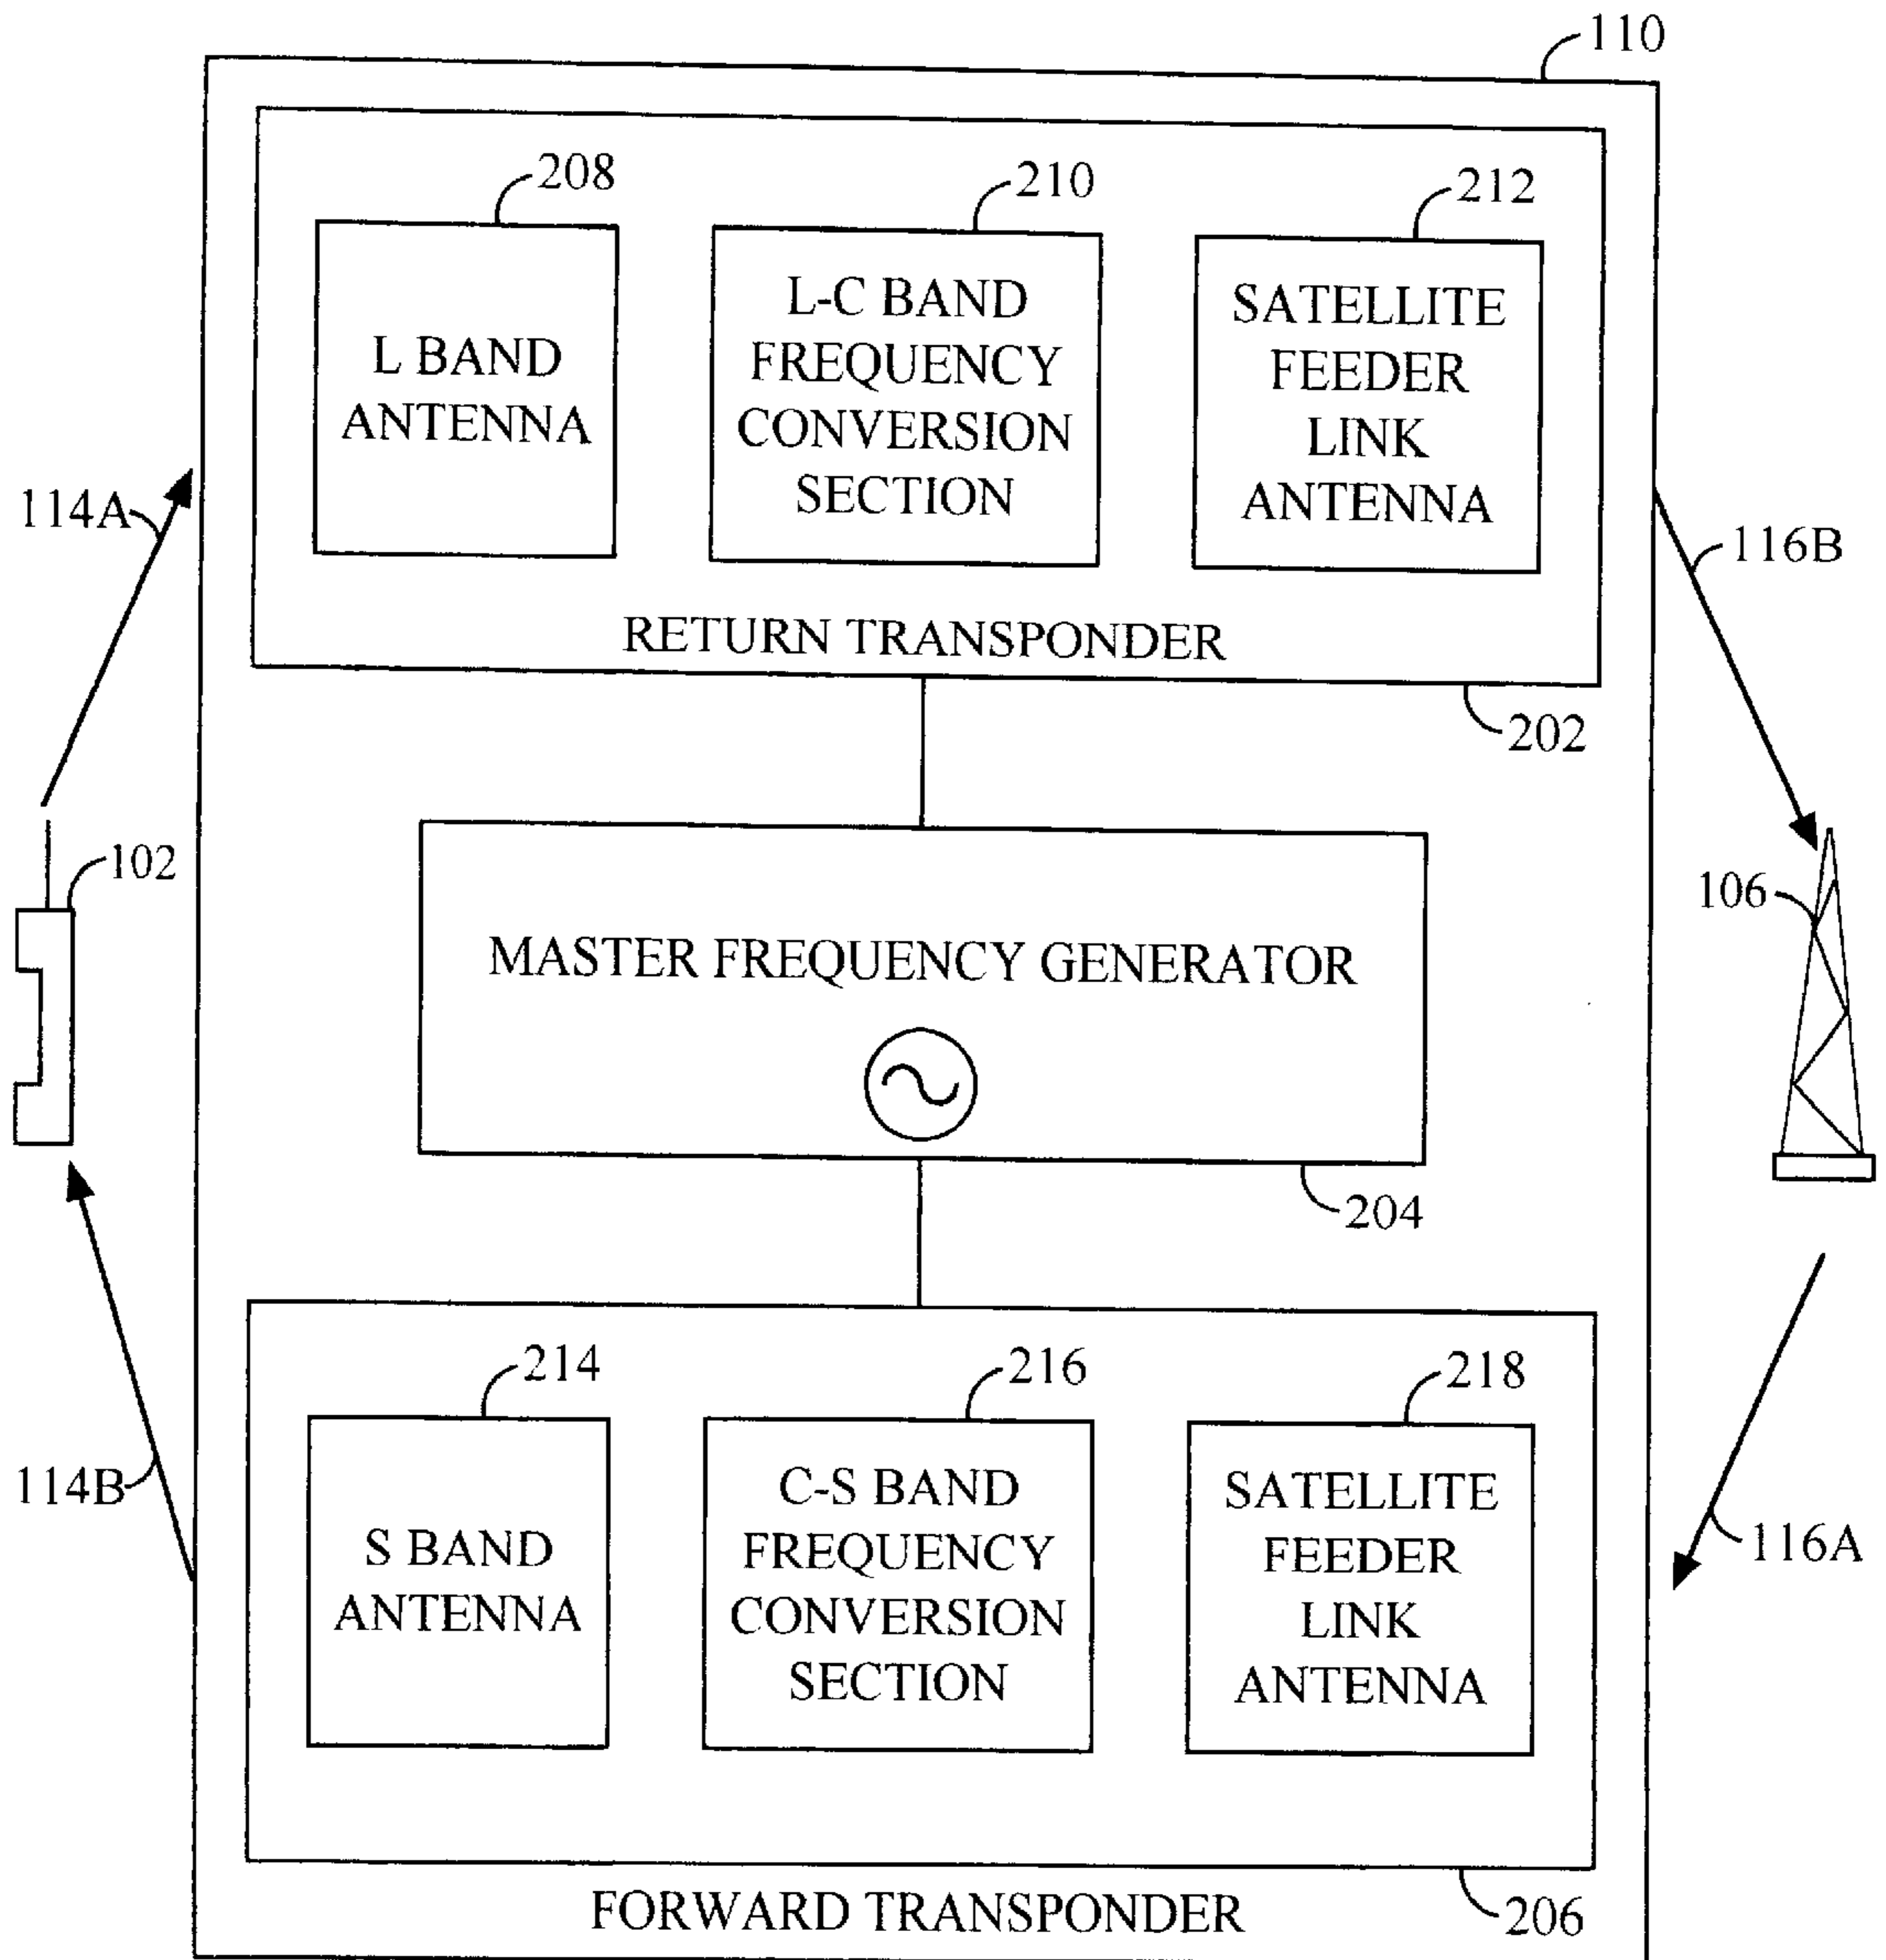 110
208
210
212
L BAND
ANTENNA
L-C BAND
FREQUENCY
CONVERSION
SECTION
SATELLITE
FEEDER
LINK
ANTENNA
114A
116B
RETURN TRANSPONDER
202
102
106
MASTER FREQUENCY GENERATOR
204
214
216
218
S BAND
ANTENNA
C-S BAND
FREQUENCY
CONVERSION
SECTION
SATELLITE
FEEDER
LINK
ANTENNA
114B
116A
206
FORWARD TRANSPONDER